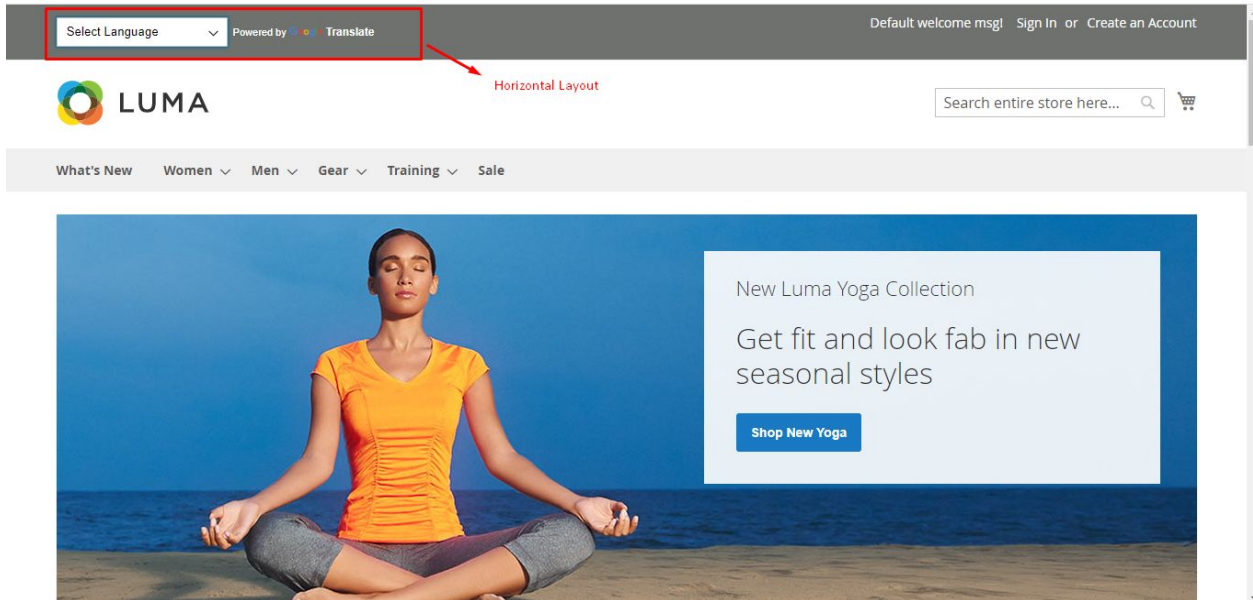 Select Language
Powered by Google Translate
Default welcome msg! Sign In or Create an Account
Horizontal Layout
LUMA
Search entire store here...
What's New Women Men Gear Training Sale
New Luma Yoga Collection
Get fit and look fab in new
seasonal styles
Shop New Yoga